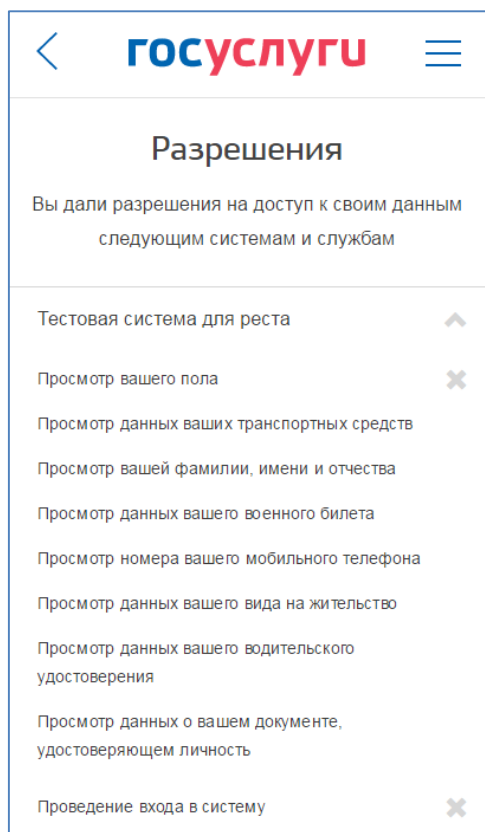 госуслуги
Разрешения
Вы дали разрешения на доступ к своим данным
следующим системам и службам
Тестовая система для реста
Просмотр вашего пола
Просмотр данных ваших транспортных средств
Просмотр вашей фамилии, имени и отчества
Просмотр данных вашего военного билета
Просмотр номера вашего мобильного телефона
Просмотр данных вашего вида на жительство
Просмотр данных вашего водительского
удостоверения
Просмотр данных о вашем документе,
удостоверяющем личность
Проведение входа в систему